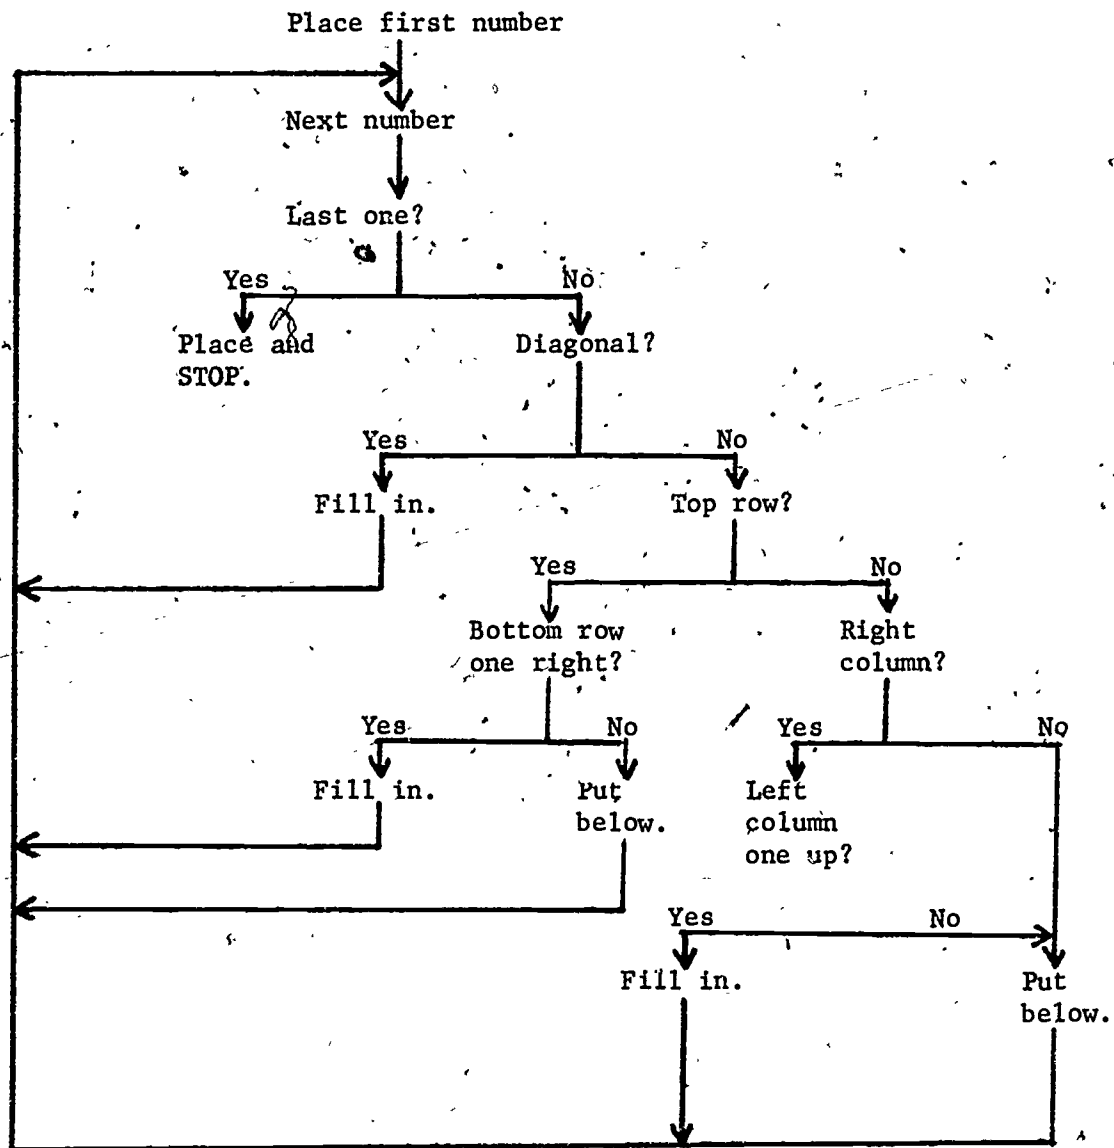 Place first number
Next number
Last one?
Yes
No
Place and
STOP.
Diagonal?
Yes
No
Fill in.
Top row?
Yes
No
Bottom row
one right?
Right
column?
Yes
No
Yes
No
Fill in.
Put
below.
Left
column
one up?
Yes
No
Fill in.
Put
below.